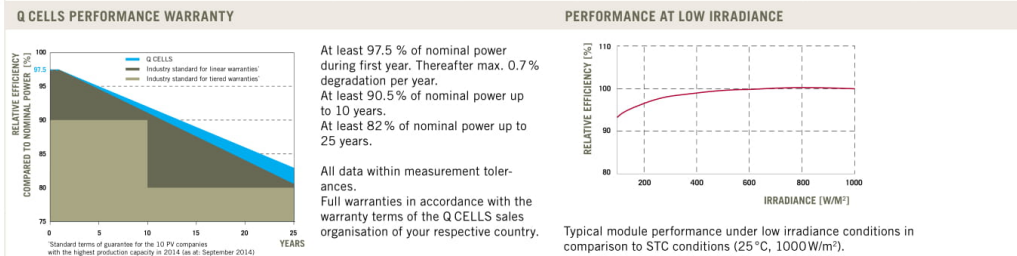 Q CELLS PERFORMANCE WARRANTY
RELATIVE EFFICIENCY
COMPARED TO NOMINAL POWER [%]
100
97.5
95
90
85
80
75
0
5
10
15
20
25
YEARS
Q CELLS
Industry standard for linear warranties*
Industry standard for tiered warranties*
*Standard terms of guarantee for the 10 PV companies
with the highest production capacity in 2014 (as at: September 2014)
At least 97.5 % of nominal power
during first year. Thereafter max. 0.7 %
degradation per year.
At least 90.5 % of nominal power up
to 10 years.
At least 82 % of nominal power up to
25 years.
All data within measurement toler-
ances.
Full warranties in accordance with the
warranty terms of the Q CELLS sales
organisation of your respective country.
PERFORMANCE AT LOW IRRADIANCE
RELATIVE EFFICIENCY [%]
110
100
90
80
200
400
600
800
1000
IRRADIANCE [W/M²]
Typical module performance under low irradiance conditions in
comparison to STC conditions (25 °C, 1000 W/m²).